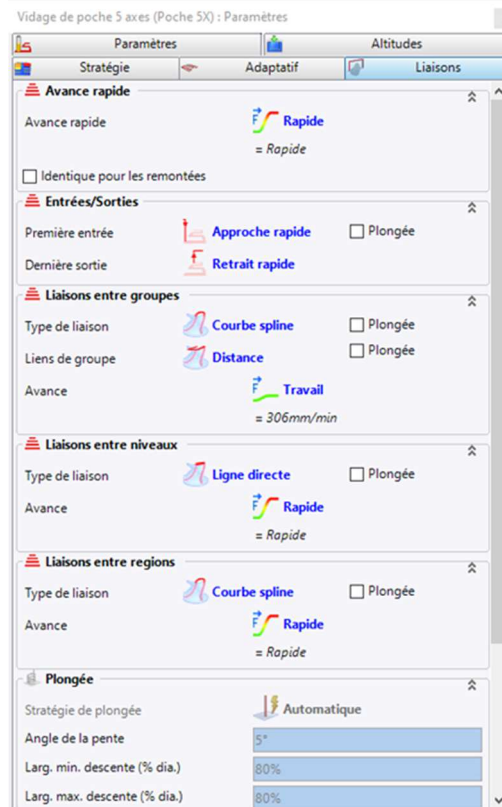 Vidage de poche 5 axes (Poche 5X) : Paramètres
Paramètres Altitudes
Stratégie Adaptatif Liaisons
Avance rapide
Avance rapide Rapide
= Rapide
Identique pour les remontées
Entrées/Sorties
Première entrée Approche rapide Plongée
Dernière sortie Retrait rapide
Liaisons entre groupes
Type de liaison Courbe spline Plongée
Liens de groupe Distance Plongée
Avance Travail
= 306mm/min
Liaisons entre niveaux
Type de liaison Ligne directe Plongée
Avance Rapide
= Rapide
Liaisons entre regions
Type de liaison Courbe spline Plongée
Avance Rapide
= Rapide
Plongée
Stratégie de plongée Automatique
Angle de la pente 5°
Larg. min. descente (% dia.) 80%
Larg. max. descente (% dia.) 80%